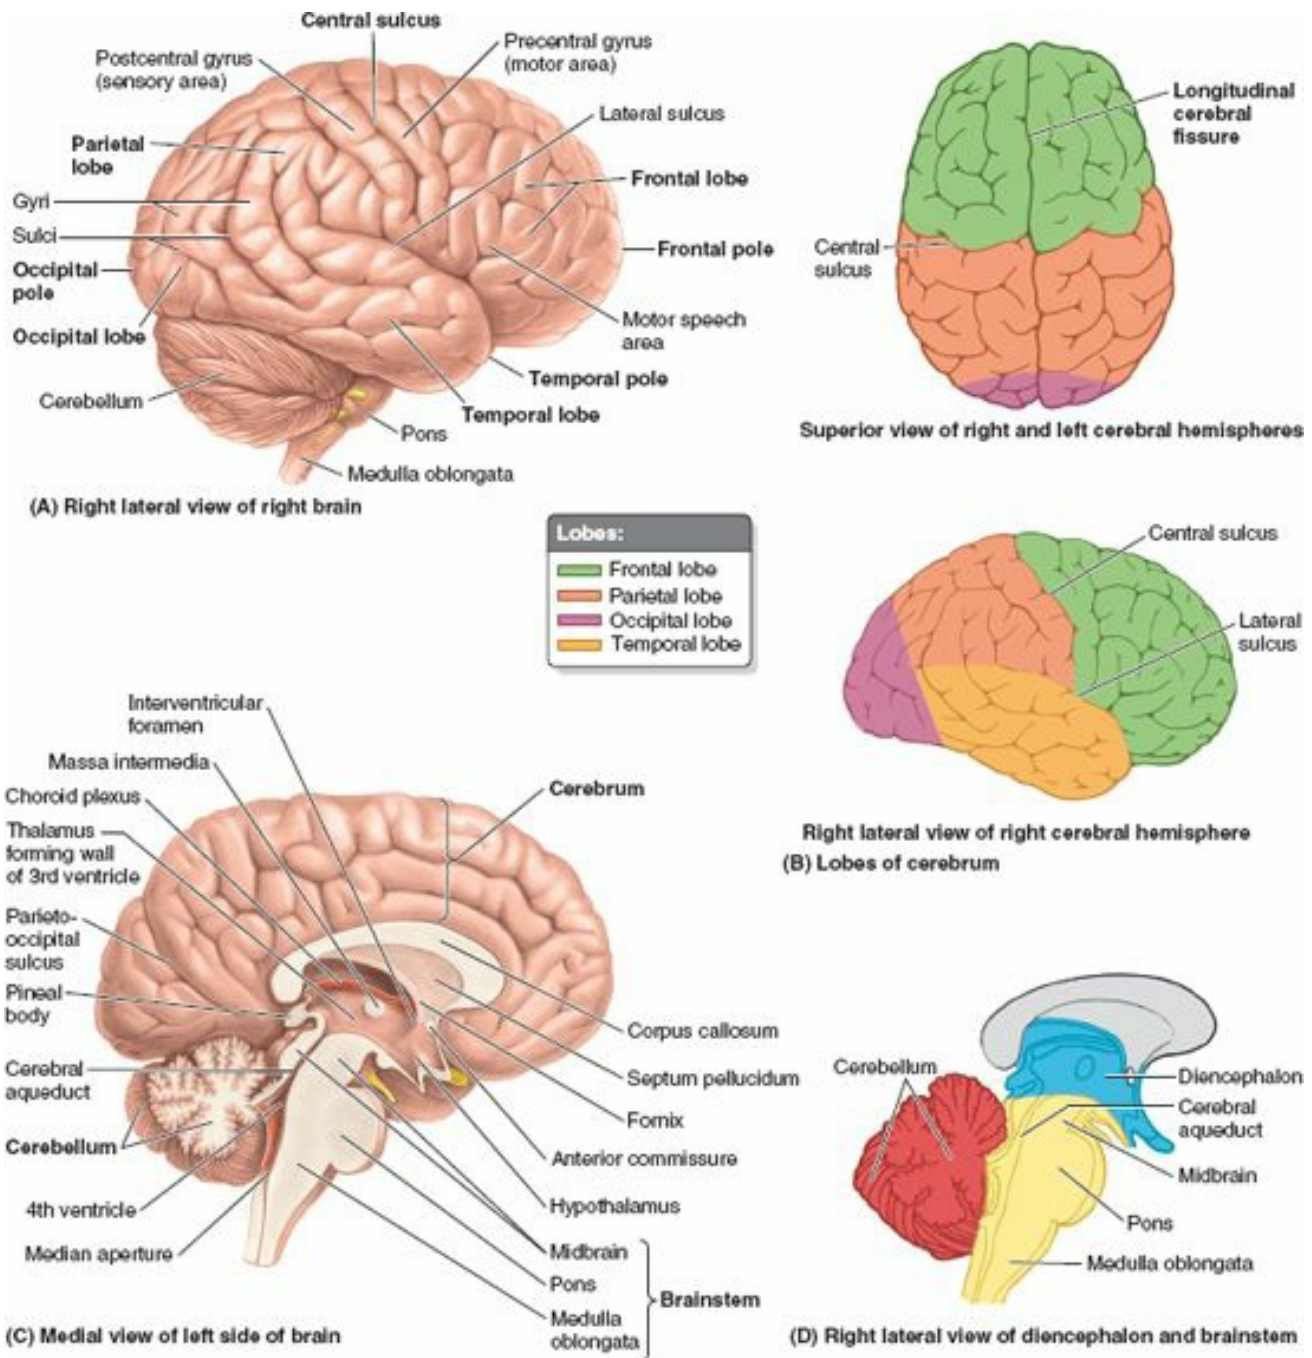 Central sulcus
Postcentral gyrus
(sensory area)
Precentral gyrus
(motor area)
Lateral sulcus
Parietal
lobe
Frontal lobe
Gyri
Sulci
Frontal pole
Occipital
pole
Occipital lobe
Motor speech
area
Temporal pole
Cerebellum
Temporal lobe
Pons
Medulla oblongata
(A) Right lateral view of right brain
Longitudinal
cerebral
fissure
Central
sulcus
Superior view of right and left cerebral hemispheres
Lobes:
Frontal lobe
Parietal lobe
Occipital lobe
Temporal lobe
Central sulcus
Lateral
sulcus
Right lateral view of right cerebral hemisphere
(B) Lobes of cerebrum
Interventricular
foramen
Massa intermedia
Choroid plexus
Thalamus
forming wall
of 3rd ventricle
Parieto-
occipital
sulcus
Pineal
body
Cerebral
aqueduct
Cerebellum
4th ventricle
Median aperture
Cerebrum
Corpus callosum
Septum pellucidum
Fornix
Anterior commissure
Hypothalamus
Midbrain
Pons
Medulla
oblongata
Brainstem
(C) Medial view of left side of brain
Cerebellum
Diencephalon
Cerebral
aqueduct
Midbrain
Pons
Medulla oblongata
(D) Right lateral view of diencephalon and brainstem